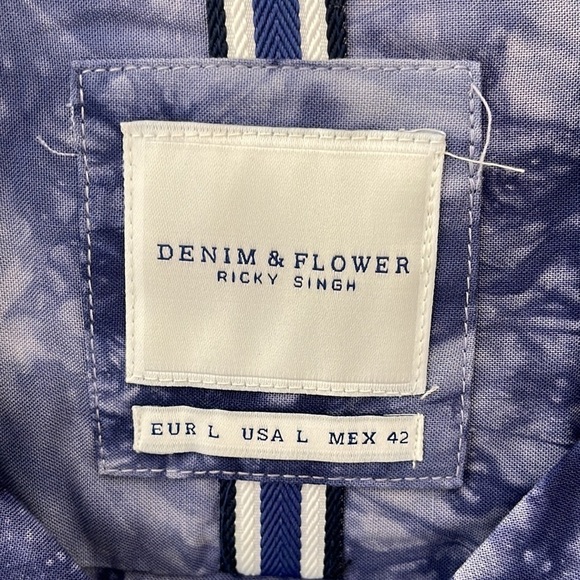 DENIM & FLOWER
RICKY SINGH
EUR L USA L MEX 42